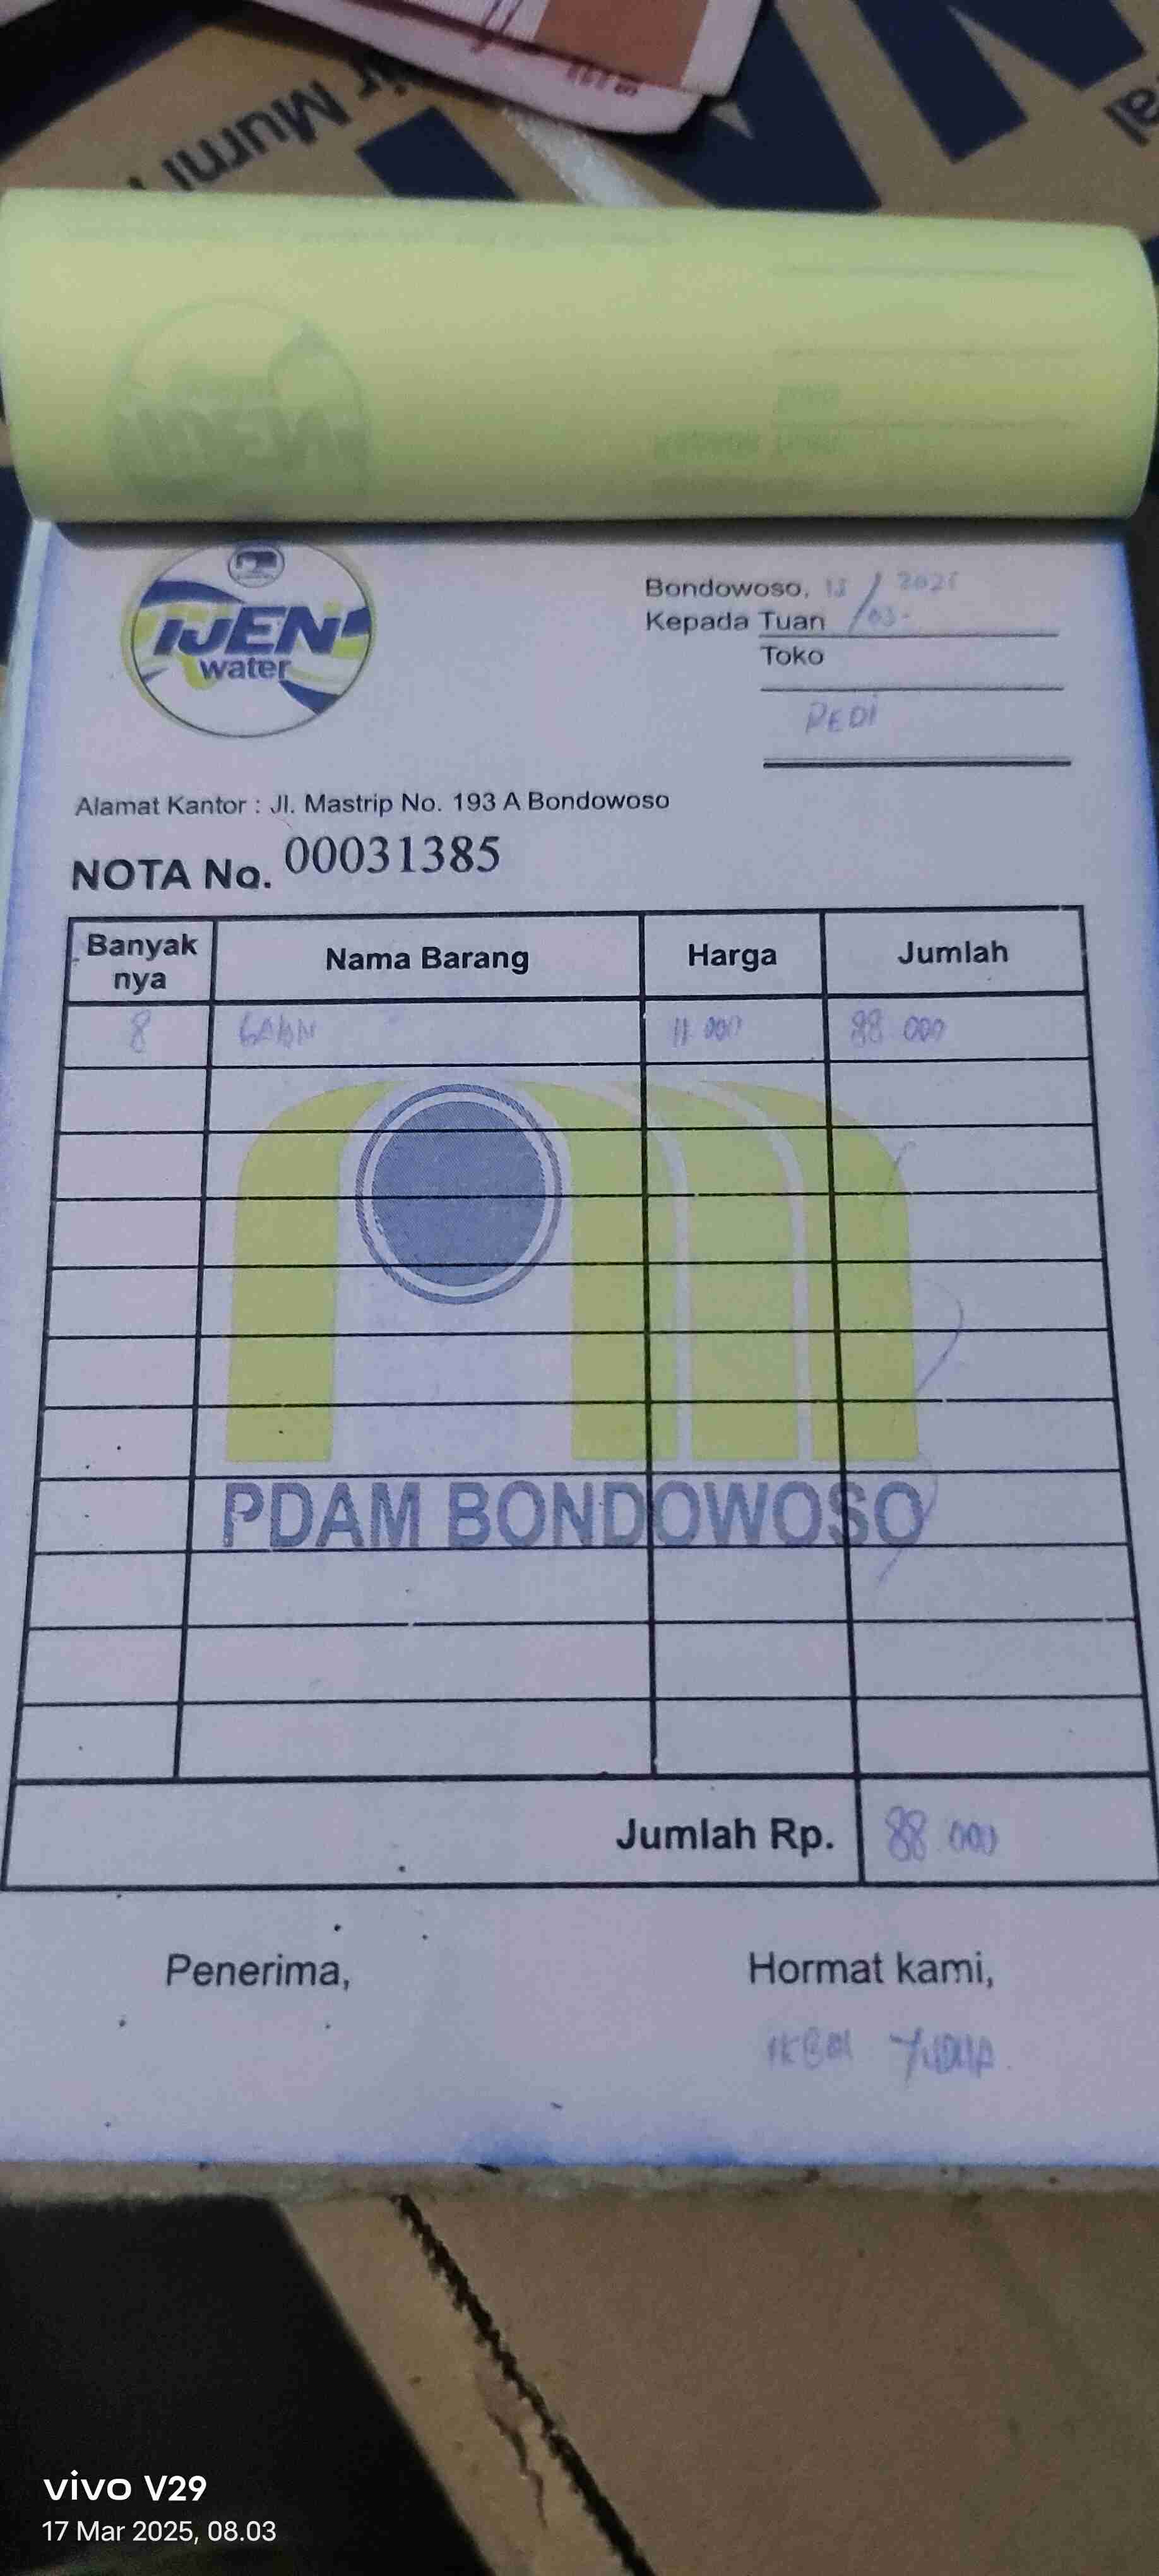 ir Murni
IJEN
water
Bondowoso, 13 / 03 - 2025
Kepada Tuan
Toko
PEDI
Alamat Kantor : Jl. Mastrip No. 193 A Bondowoso
NOTA No. 00031385
Banyak nya Nama Barang Harga Jumlah
8 GALON 11 000 88 000
PDAM BONDOWOSO
Jumlah Rp. 88 000
Penerima, Hormat kami,
YUDHA
vivo V29
17 Mar 2025, 08.03